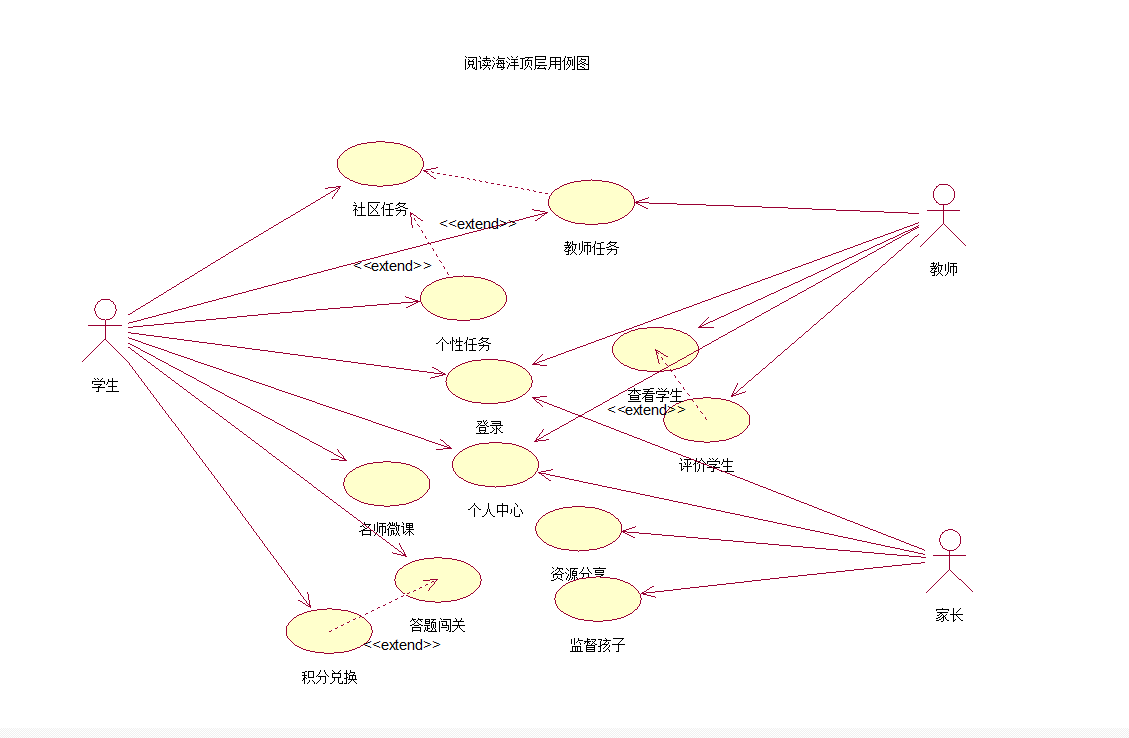 阅读海洋顶层用例图
社区任务
<<extend>>
教师任务
教师
<<extend>>
个性任务
学生
查看学生
<<extend>>
登录
评价学生
个人中心
名师微课
资源分享
家长
答题闯关
<<extend>>
监督孩子
积分兑换